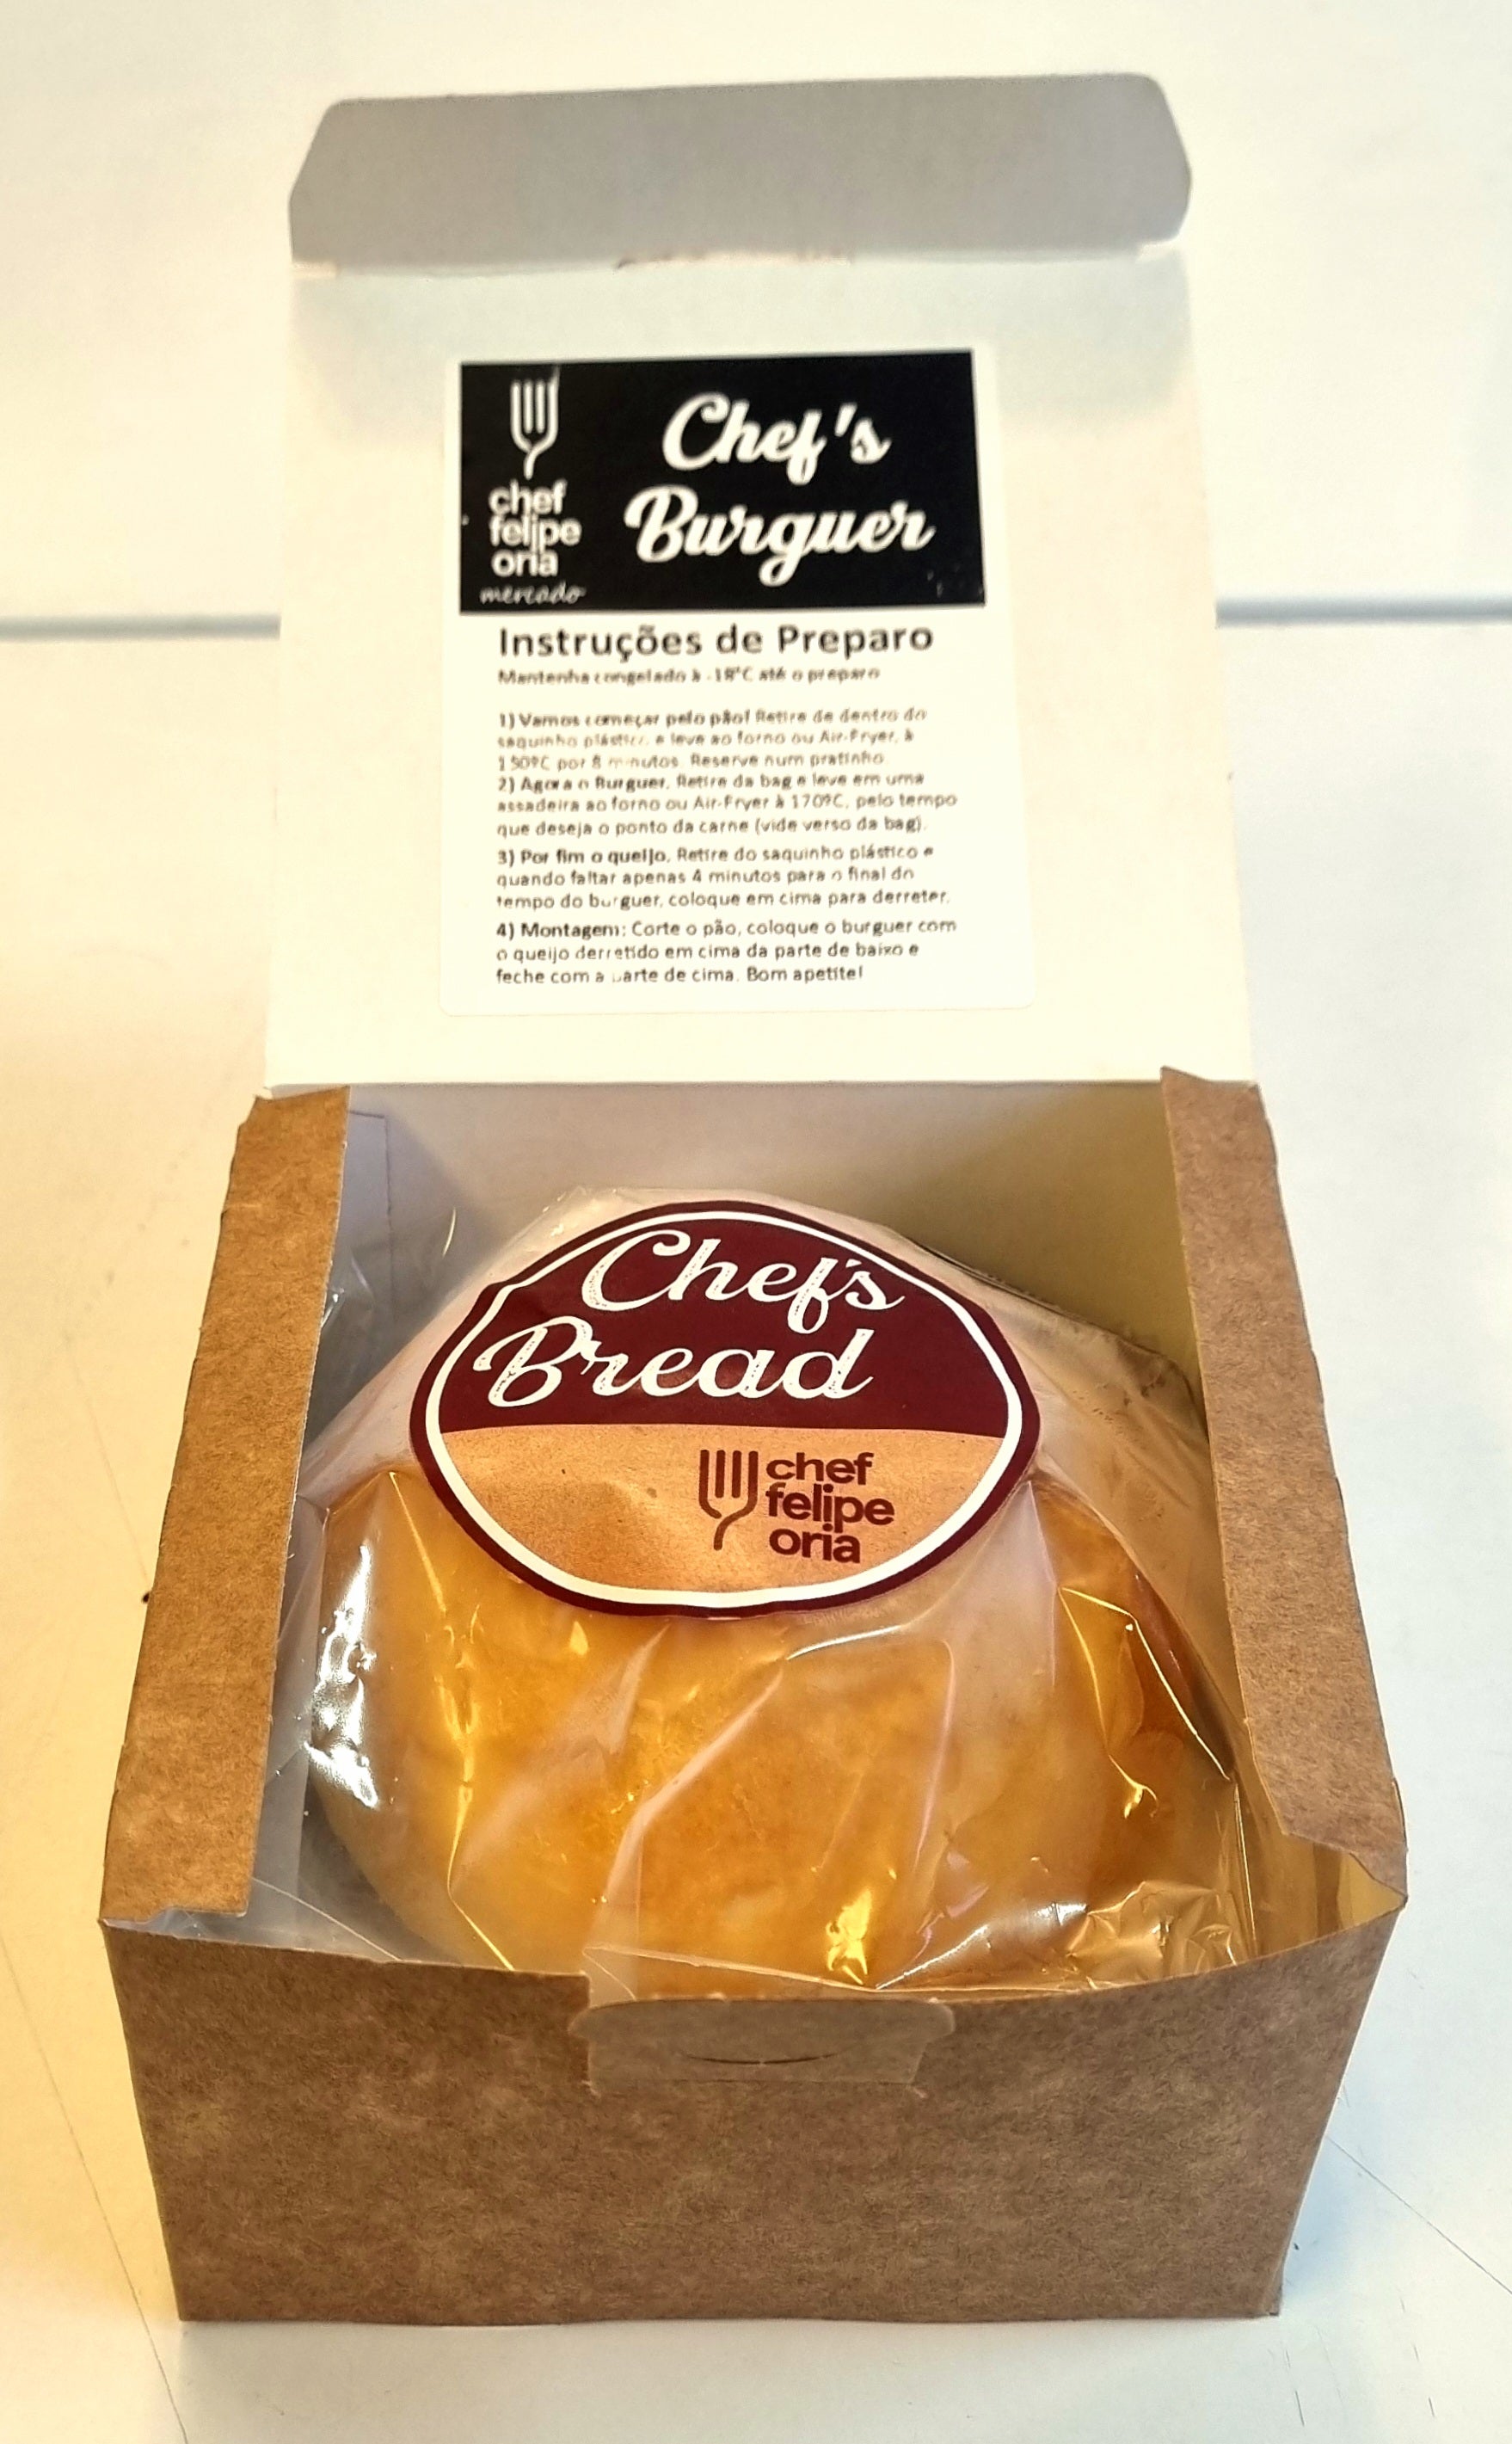 chef
felipe
oria
mercado
Chef's
Burguer
Instruções de Preparo
Mantenha congelado à -18°C até o preparo
1) Vamos começar pelo pão! Retire de dentro do
saquinho plástico, e leve ao forno ou Air-Fryer, à
150ºC por 8 minutos. Reserve num pratinho.
2) Agora o Burguer. Retire da bag e leve em uma
assadeira ao forno ou Air-Fryer à 170ºC, pelo tempo
que deseja o ponto da carne (vide verso da bag).
3) Por fim o queijo. Retire do saquinho plástico e
quando faltar apenas 4 minutos para o final do
tempo do burguer, coloque em cima para derreter.
4) Montagem: Corte o pão, coloque o burguer com
o queijo derretido em cima da parte de baixo e
feche com a parte de cima. Bom apetite!
Chef's
Bread
chef
felipe
oria